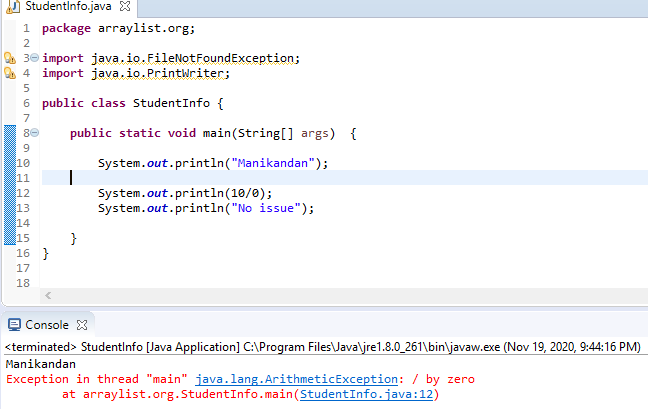 StudentInfo.java
1 package arraylist.org;
2
3 import java.io.FileNotFoundException;
4 import java.io.PrintWriter;
5
6 public class StudentInfo {
7
8 public static void main(String[] args) {
9
10 System.out.println("Manikandan");
11
12 System.out.println(10/0);
13 System.out.println("No issue");
14
15 }
16 }
17
18
Console
<terminated> StudentInfo [Java Application] C:\Program Files\Java\jre1.8.0_261\bin\javaw.exe (Nov 19, 2020, 9:44:16 PM)
Manikandan
Exception in thread "main" java.lang.ArithmeticException: / by zero
at arraylist.org.StudentInfo.main(StudentInfo.java:12)